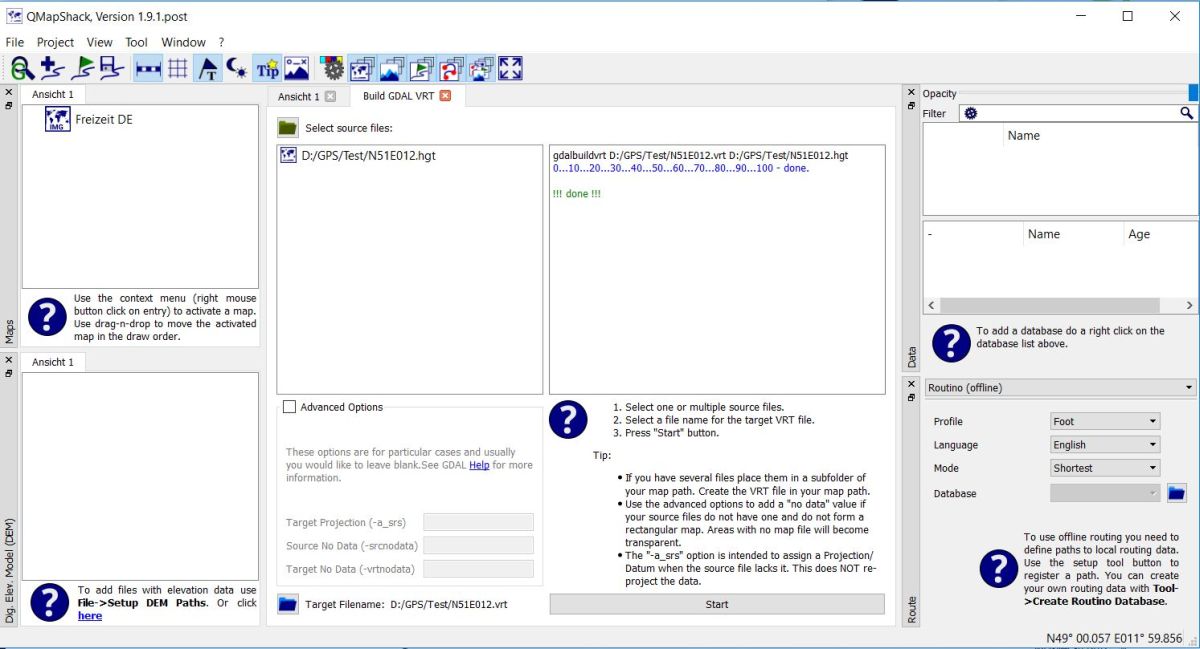 QMapShack, Version 1.9.1.post
File Project View Tool Window ?
Tip
Ansicht 1
IMG
Freizeit DE
Use the context menu (right mouse
button click on entry) to activate a map.
Use drag-n-drop to move the activated
map in the draw order.
Maps
Ansicht 1
To add files with elevation data use
File->Setup DEM Paths. Or click
here
Dig. Elev. Model (DEM)
Ansicht 1
Build GDAL VRT
Select source files:
D:/GPS/Test/N51E012.hgt
gdalbuildvrt D:/GPS/Test/N51E012.vrt D:/GPS/Test/N51E012.hgt
0...10...20...30...40...50...60...70...80...90...100 - done.
!!! done !!!
Advanced Options
These options are for particular cases and usually
you would like to leave blank.See GDAL Help for more
information.
Target Projection (-a_srs)
Source No Data (-srcnodata)
Target No Data (-vrtnodata)
1. Select one or multiple source files.
2. Select a file name for the target VRT file.
3. Press "Start" button.
Tip:
• If you have several files place them in a subfolder
of your map path. Create the VRT file in your map path.
• Use the advanced options to add a "no data" value if
your source files do not have one and do not form a
rectangular map. Areas with no map file will become
transparent.
• The "-a_srs" option is intended to assign a Projection/
Datum when the source file lacks it. This does NOT re-
project the data.
Target Filename: D:/GPS/Test/N51E012.vrt
Start
Opacity
Filter
Name
- Name Age
To add a database do a right click on the
database list above.
Data
Routino (offline)
Profile Foot
Language English
Mode Shortest
Database
To use offline routing you need to
define paths to local routing data.
Use the setup tool button to
register a path. You can create
your own routing data with Tool-
>Create Routino Database.
Route
N49° 00.057 E011° 59.856